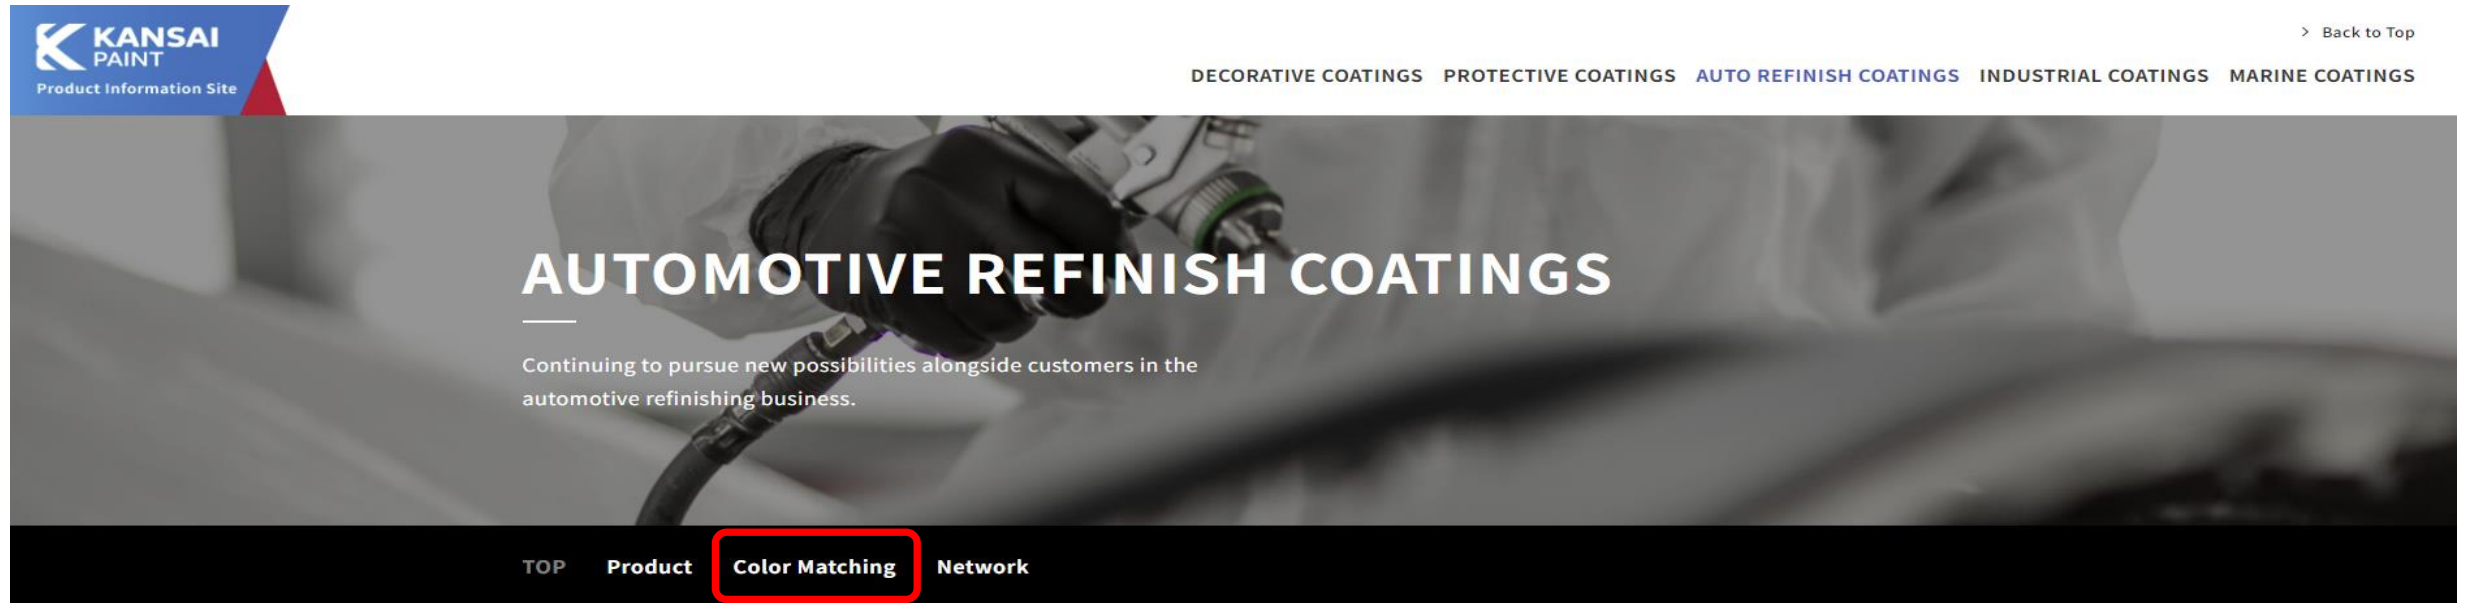 KANSAI
PAINT
Product Information Site
> Back to Top
DECORATIVE COATINGS PROTECTIVE COATINGS AUTO REFINISH COATINGS INDUSTRIAL COATINGS MARINE COATINGS
AUTOMOTIVE REFINISH COATINGS
Continuing to pursue new possibilities alongside customers in the
automotive refinishing business.
TOP Product Color Matching Network